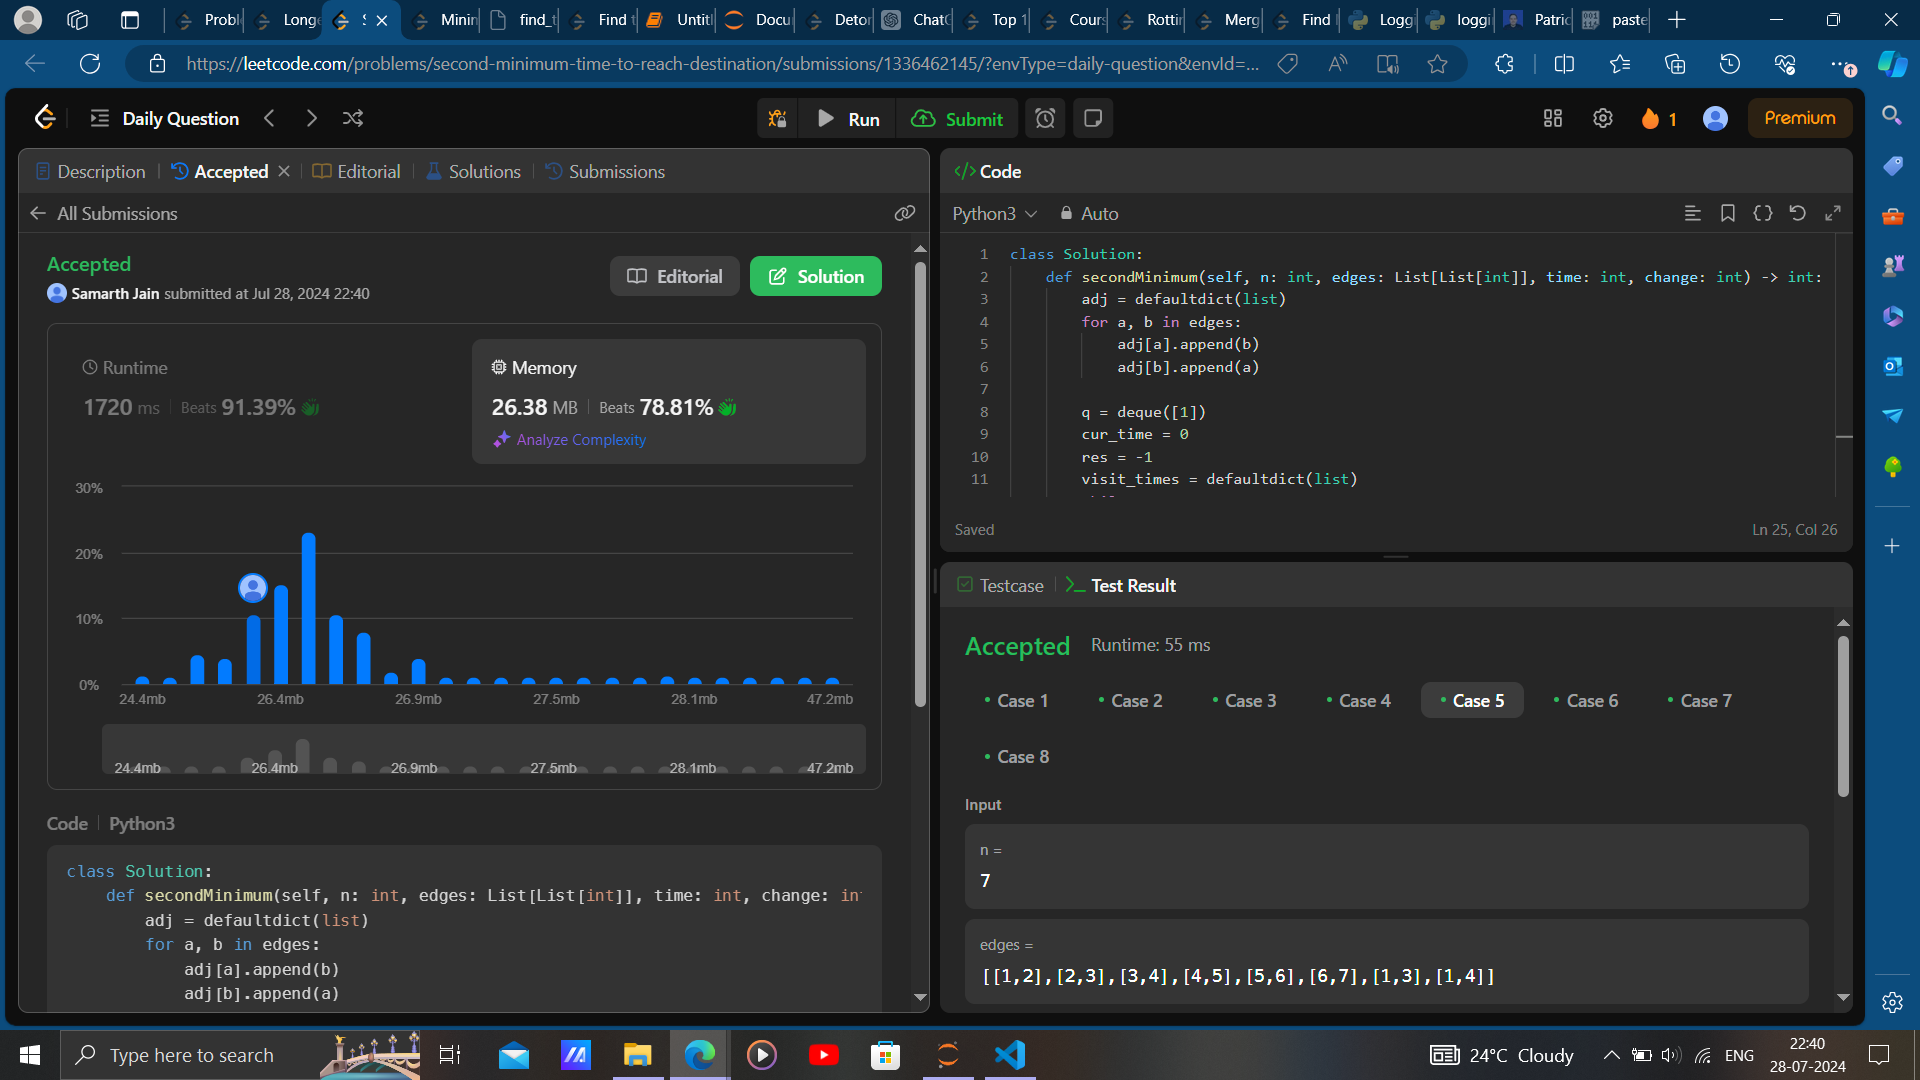 Probl
Longe
S
Minin
find_t
Find t
Untitl
Docu
Deton
ChatG
Top 1
Cours
Rottin
Merg
Find I
Loggi
loggin
Patric
paste
https://leetcode.com/problems/second-minimum-time-to-reach-destination/submissions/1336462145/?envType=daily-question&envId=...
Daily Question
Run
Submit
1
Premium
Description
Accepted
Editorial
Solutions
Submissions
All Submissions
Accepted
Samarth Jain submitted at Jul 28, 2024 22:40
Editorial
Solution
Runtime
1720 ms
Beats 91.39%
Memory
26.38 MB
Beats 78.81%
Analyze Complexity
30%
20%
10%
0%
24.4mb 26.4mb 26.9mb 27.5mb 28.1mb 47.2mb
24.4mb 26.4mb 26.9mb 27.5mb 28.1mb 47.2mb
Code
Python3
class Solution:
def secondMinimum(self, n: int, edges: List[List[int]], time: int, change: in
adj = defaultdict(list)
for a, b in edges:
adj[a].append(b)
adj[b].append(a)
</> Code
Python3
Auto
1 class Solution:
2 def secondMinimum(self, n: int, edges: List[List[int]], time: int, change: int) -> int:
3 adj = defaultdict(list)
4 for a, b in edges:
5 adj[a].append(b)
6 adj[b].append(a)
7
8 q = deque([1])
9 cur_time = 0
10 res = -1
11 visit_times = defaultdict(list)
Saved
Ln 25, Col 26
Testcase
Test Result
Accepted
Runtime: 55 ms
Case 1
Case 2
Case 3
Case 4
Case 5
Case 6
Case 7
Case 8
Input
n =
7
edges =
[[1,2],[2,3],[3,4],[4,5],[5,6],[6,7],[1,3],[1,4]]
Type here to search
24°C Cloudy
ENG
22:40
28-07-2024